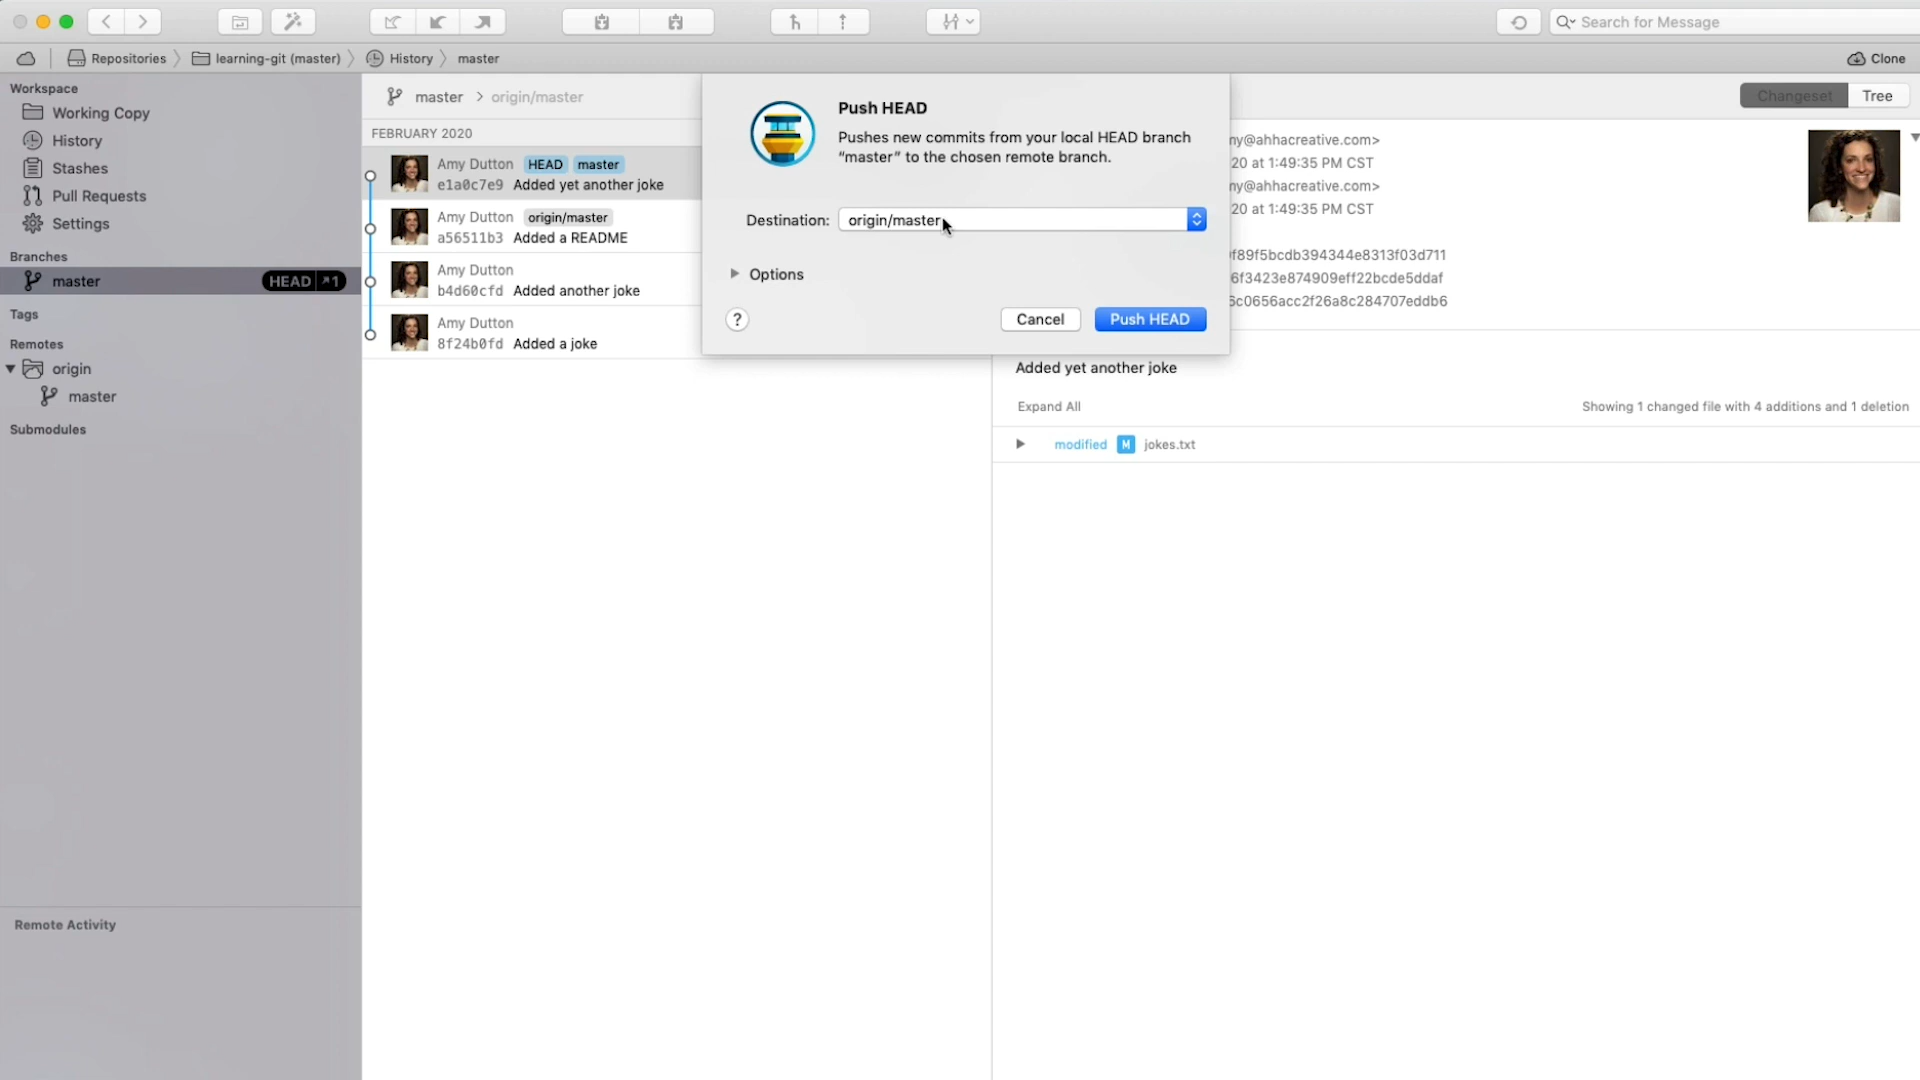 Search for Message
Repositories
learning-git (master)
History
master
Clone
Workspace
Working Copy
History
Stashes
Pull Requests
Settings
Branches
master
HEAD
1
Tags
Remotes
origin
master
Submodules
Remote Activity
master > origin/master
FEBRUARY 2020
Amy Dutton HEAD master
e1a0c7e9 Added yet another joke
Amy Dutton origin/master
a56511b3 Added a README
Amy Dutton
b4d60cfd Added another joke
Amy Dutton
8f24b0fd Added a joke
Push HEAD
Pushes new commits from your local HEAD branch
"master" to the chosen remote branch.
Destination: origin/master
Options
?
Cancel
Push HEAD
Changeset
Tree
ny@ahhacreative.com>
20 at 1:49:35 PM CST
ny@ahhacreative.com>
20 at 1:49:35 PM CST
f89f5bcdb394344e8313f03d711
6f3423e874909eff22bcde5ddaf
6c0656acc2f26a8c284707eddb6
Added yet another joke
Expand All
Showing 1 changed file with 4 additions and 1 deletion
modified M jokes.txt